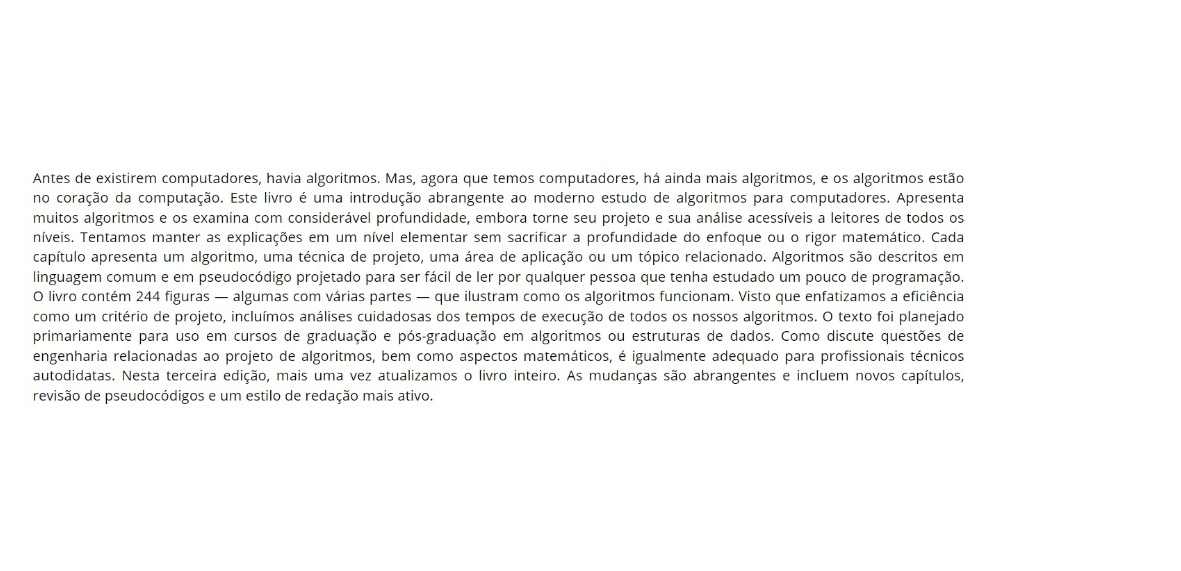 Antes de existirem computadores, havia algoritmos. Mas, agora que temos computadores, há ainda mais algoritmos, e os algoritmos estão
no coração da computação. Este livro é uma introdução abrangente ao moderno estudo de algoritmos para computadores. Apresenta
muitos algoritmos e os examina com considerável profundidade, embora torne seu projeto e sua análise acessíveis a leitores de todos os
níveis. Tentamos manter as explicações em um nível elementar sem sacrificar a profundidade do enfoque ou o rigor matemático. Cada
capítulo apresenta um algoritmo, uma técnica de projeto, uma área de aplicação ou um tópico relacionado. Algoritmos são descritos em
linguagem comum e em pseudocódigo projetado para ser fácil de ler por qualquer pessoa que tenha estudado um pouco de programação.
O livro contém 244 figuras — algumas com várias partes — que ilustram como os algoritmos funcionam. Visto que enfatizamos a eficiência
como um critério de projeto, incluímos análises cuidadosas dos tempos de execução de todos os nossos algoritmos. O texto foi planejado
primariamente para uso em cursos de graduação e pós-graduação em algoritmos ou estruturas de dados. Como discute questões de
engenharia relacionadas ao projeto de algoritmos, bem como aspectos matemáticos, é igualmente adequado para profissionais técnicos
autodidatas. Nesta terceira edição, mais uma vez atualizamos o livro inteiro. As mudanças são abrangentes e incluem novos capítulos,
revisão de pseudocódigos e um estilo de redação mais ativo.